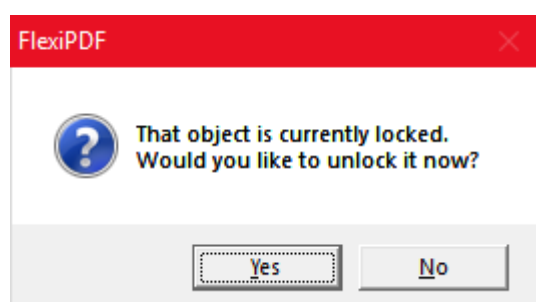 FlexiPDF
That object is currently locked.
Would you like to unlock it now?
Yes
No